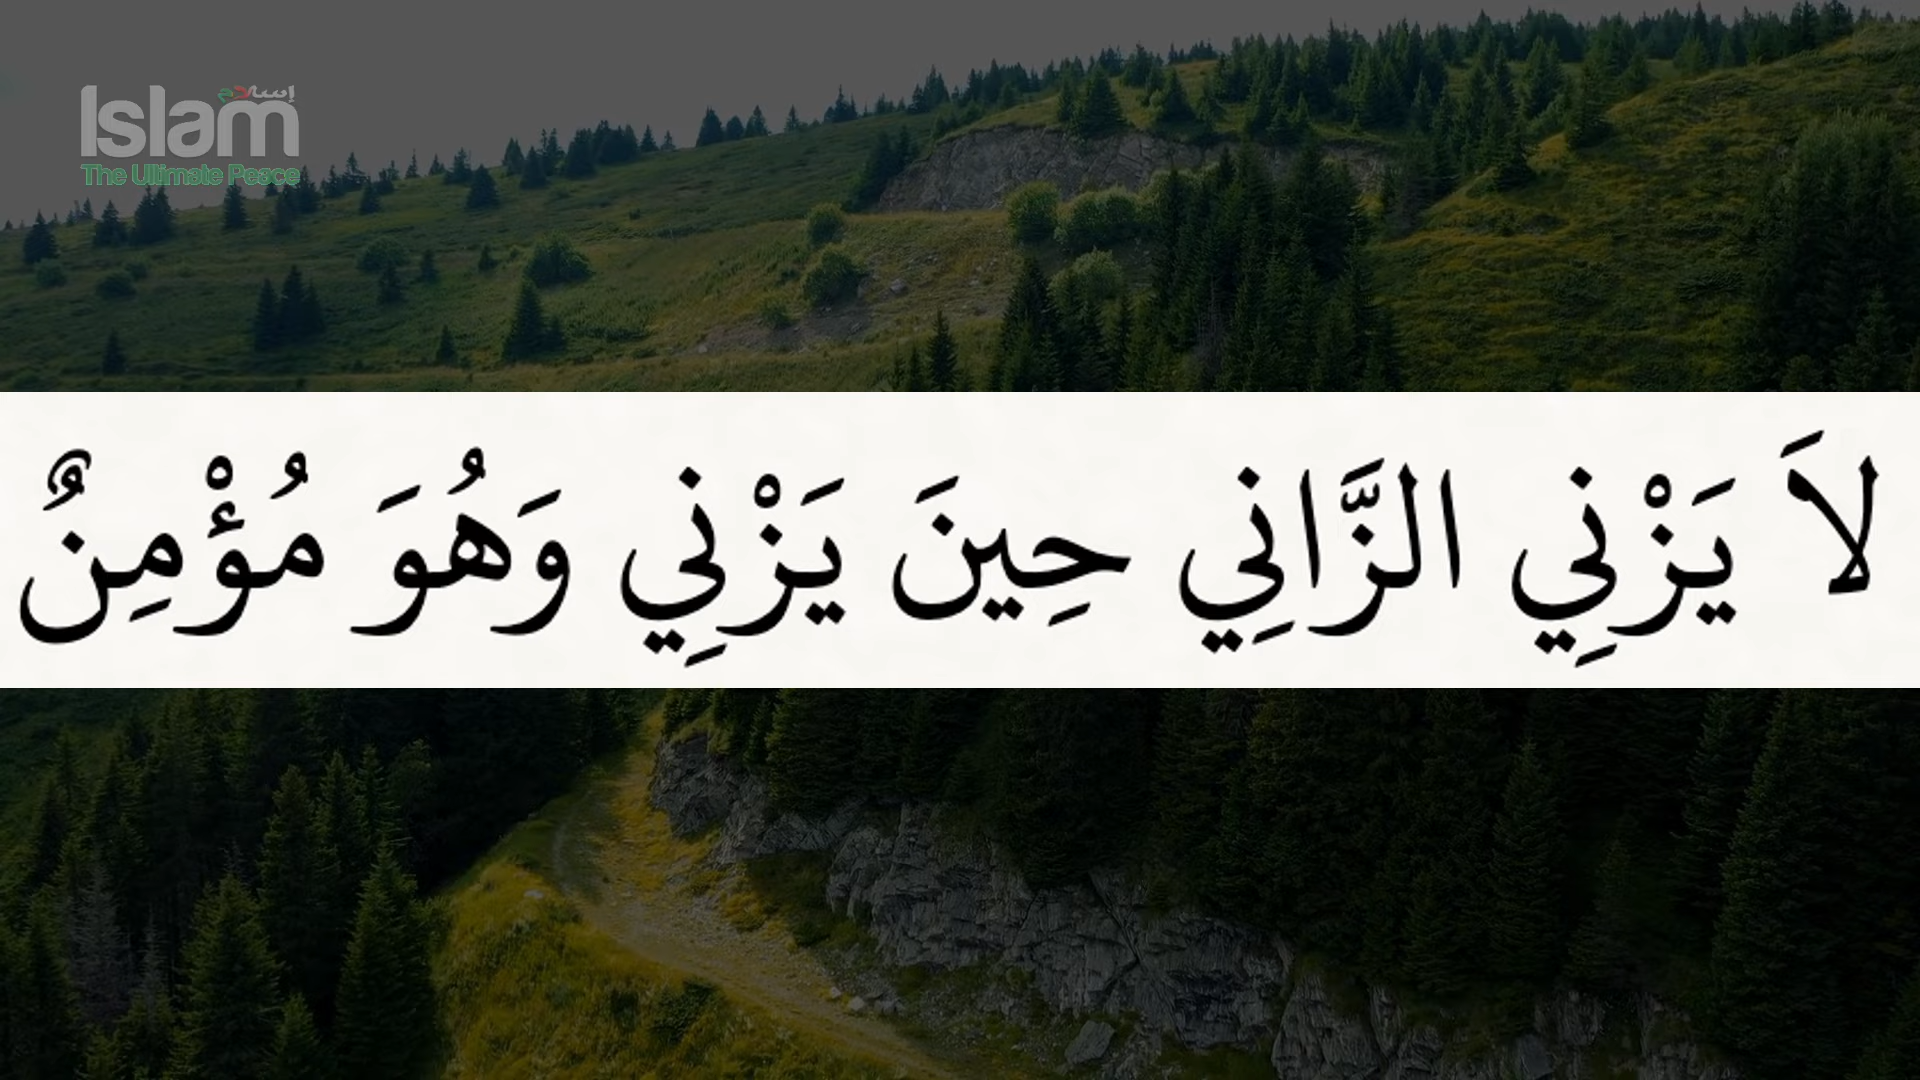 إسلام
Islam
The Ultimate Peace
لاَ يَزْنِي الزَّانِي حِينَ يَزْنِي وَهُوَ مُؤْمِنٌ